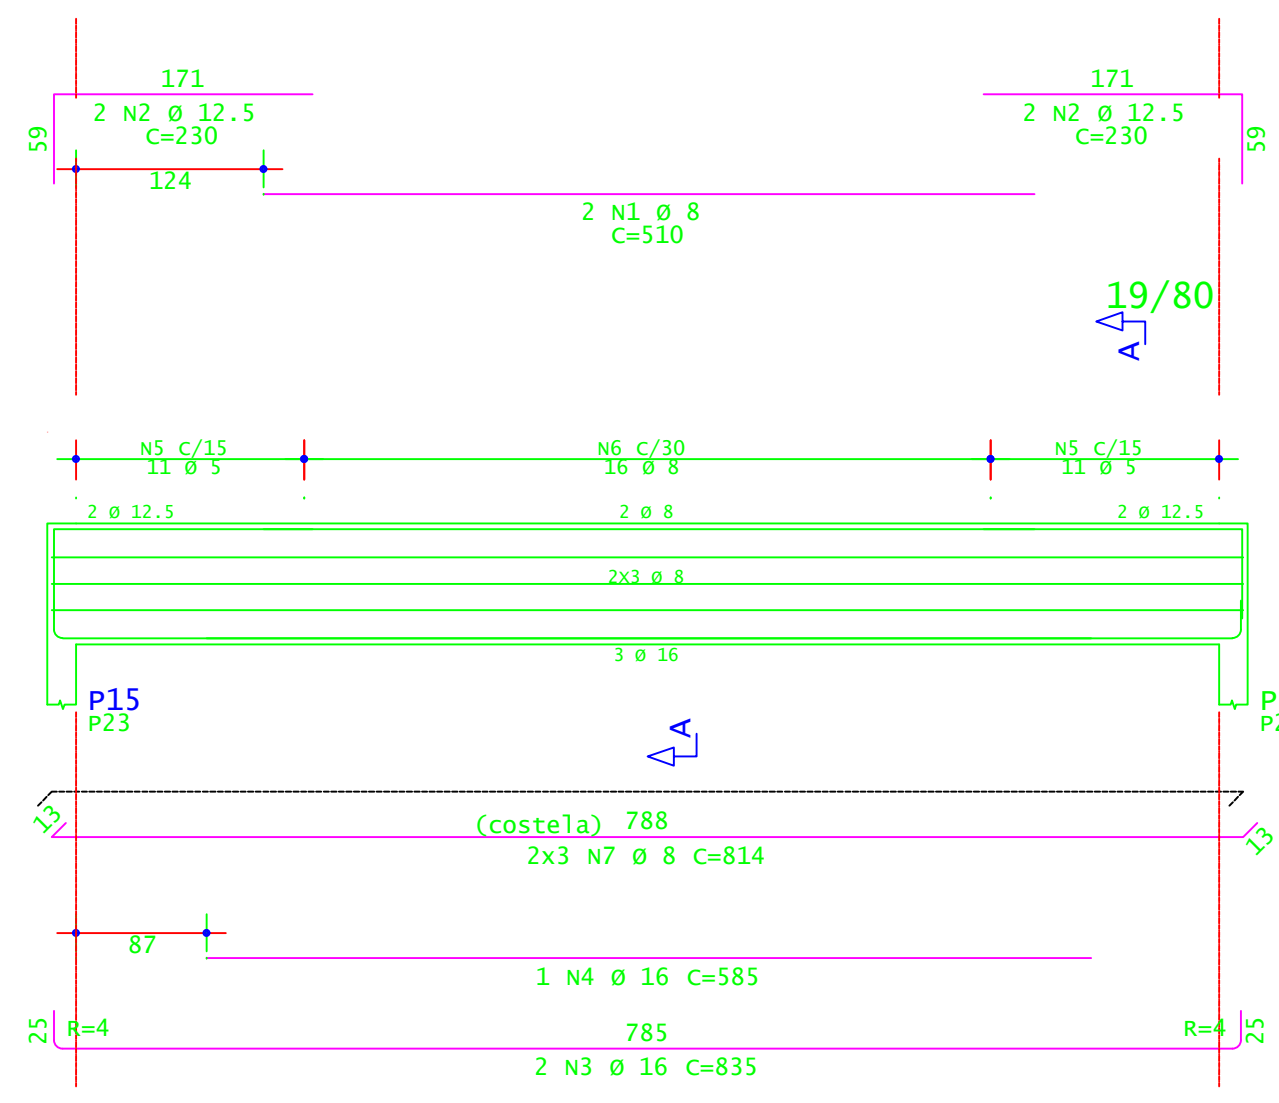 171
171
2 N2 Ø 12.5
2 N2 Ø 12.5
C=230
C=230
59
59
124
2 N1 Ø 8
C=510
19/80
A
N5 C/15
N6 C/30
N5 C/15
11 Ø 5
16 Ø 8
11 Ø 5
2 Ø 12.5
2 Ø 8
2 Ø 12.5
2X3 Ø 8
3 Ø 16
P15
P
P23
A
13
(costela) 788
13
2x3 N7 Ø 8 C=814
87
1 N4 Ø 16 C=585
25
R=4
785
R=4
25
2 N3 Ø 16 C=835